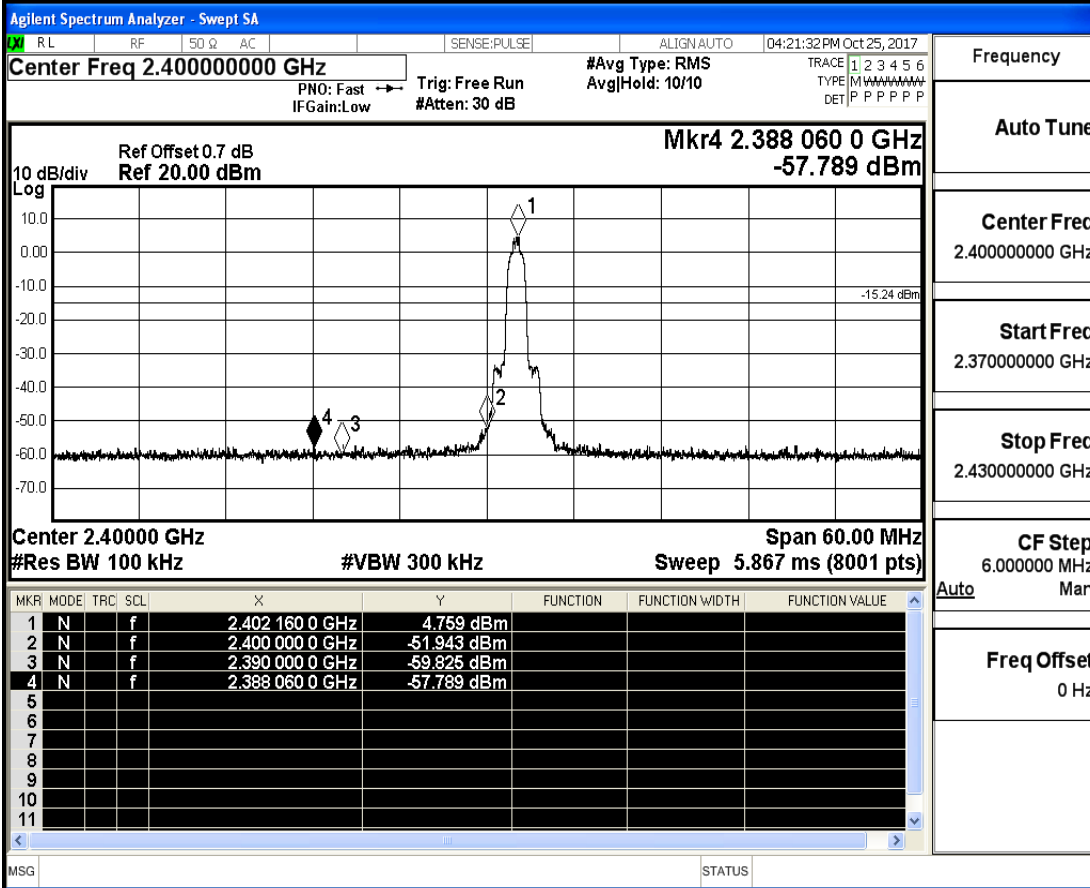 Agilent Spectrum Analyzer - Swept SA
LXI RL RF 50 Ω AC SENSE:PULSE ALIGN AUTO 04:21:32 PM Oct 25, 2017
Center Freq 2.400000000 GHz
PNO: Fast
IFGain:Low
Trig: Free Run
#Atten: 30 dB
#Avg Type: RMS
Avg|Hold: 10/10
TRACE 1 2 3 4 5 6
TYPE M
DET P P P P P P
Mkr4 2.388 060 0 GHz
-57.789 dBm
Ref Offset 0.7 dB
10 dB/div Ref 20.00 dBm
Log
10.0
0.00
-10.0
-20.0
-30.0
-40.0
-50.0
-60.0
-70.0
1
-15.24 dBm
2
4
3
Center 2.40000 GHz Span 60.00 MHz
#Res BW 100 kHz #VBW 300 kHz Sweep 5.867 ms (8001 pts)
MKR MODE TRC SCL X Y FUNCTION FUNCTION WIDTH FUNCTION VALUE
1 N f 2.402 160 0 GHz 4.759 dBm
2 N f 2.400 000 0 GHz -51.943 dBm
3 N f 2.390 000 0 GHz -59.825 dBm
4 N f 2.388 060 0 GHz -57.789 dBm
5
6
7
8
9
10
11
MSG STATUS
Frequency
Auto Tune
Center Freq
2.400000000 GHz
Start Freq
2.370000000 GHz
Stop Freq
2.430000000 GHz
CF Step
6.000000 MHz
Auto Man
Freq Offset
0 Hz